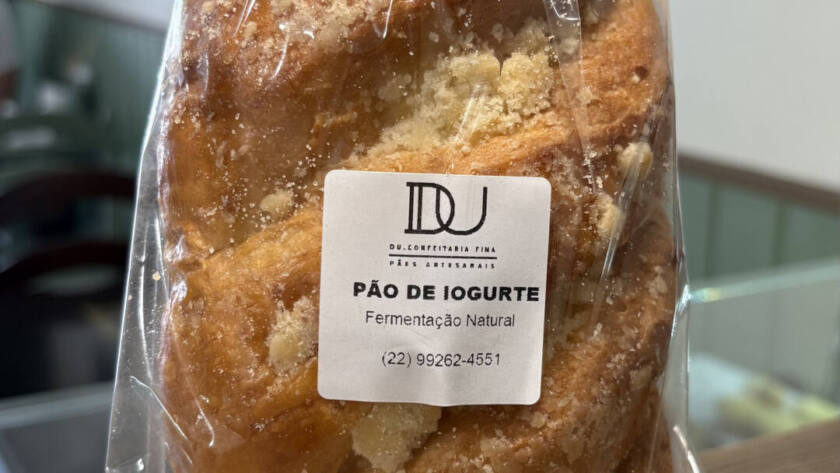 DU
DU.CONFEITARIA FINA
PÃES ARTESANAIS
PÃO DE IOGURTE
Fermentação Natural
(22) 99262-4551